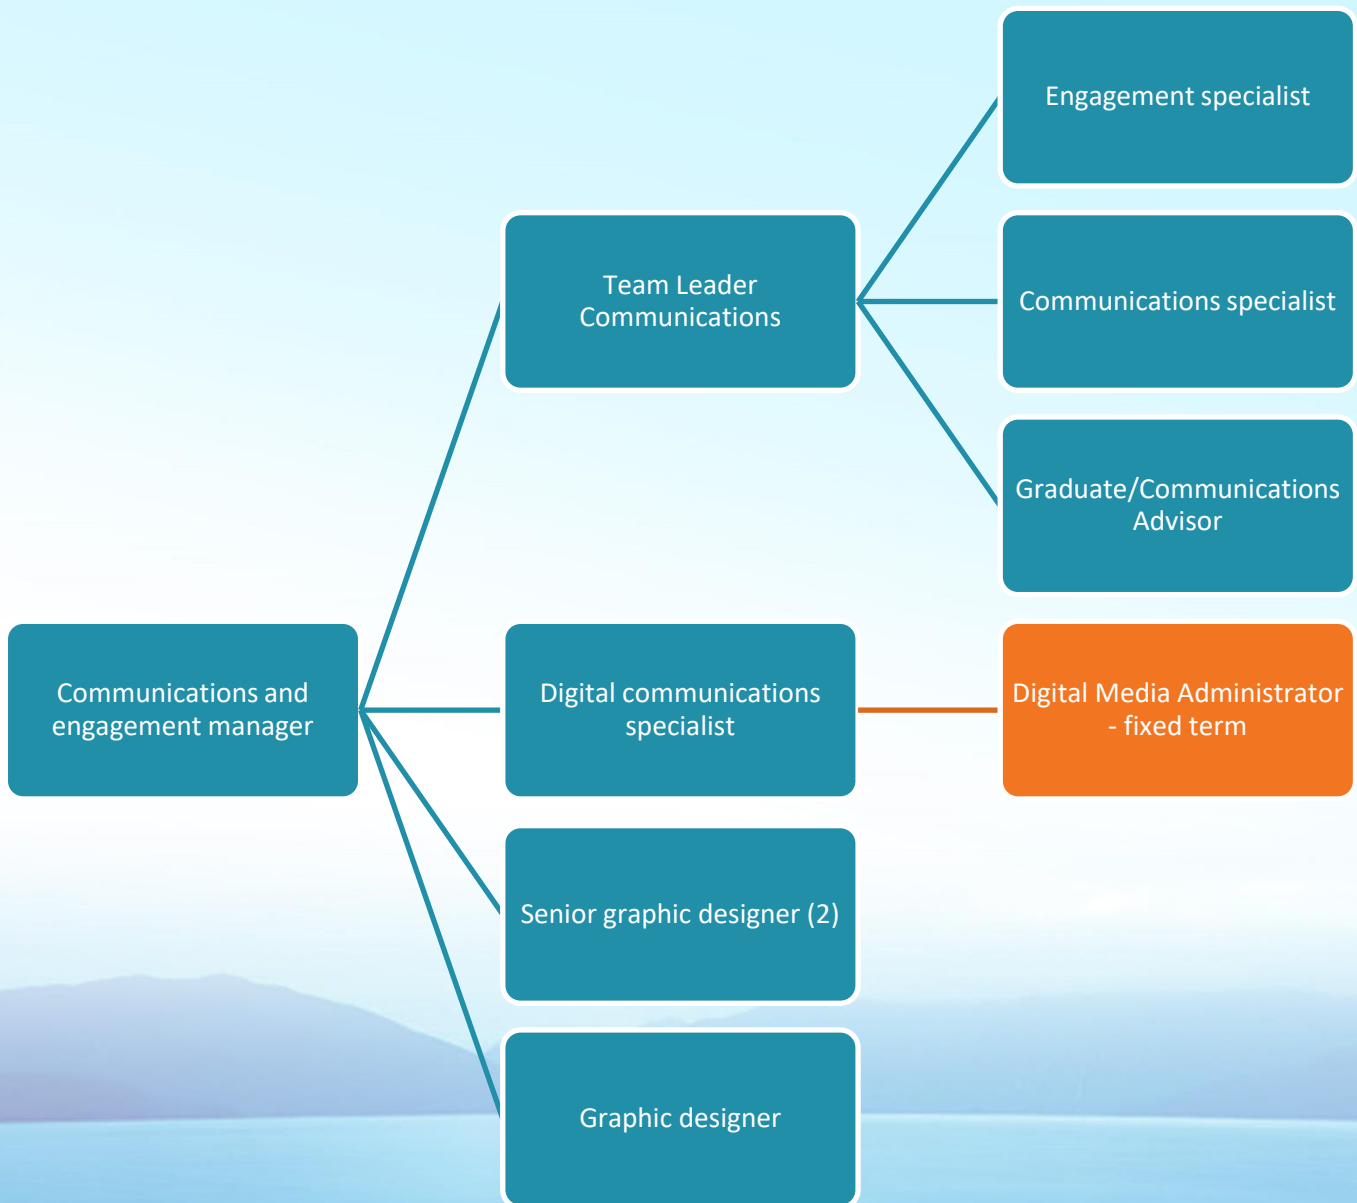 Engagement specialist
Team Leader
Communications
Communications specialist
Graduate/Communications
Advisor
Communications and
engagement manager
Digital communications
specialist
Digital Media Administrator
- fixed term
Senior graphic designer (2)
Graphic designer